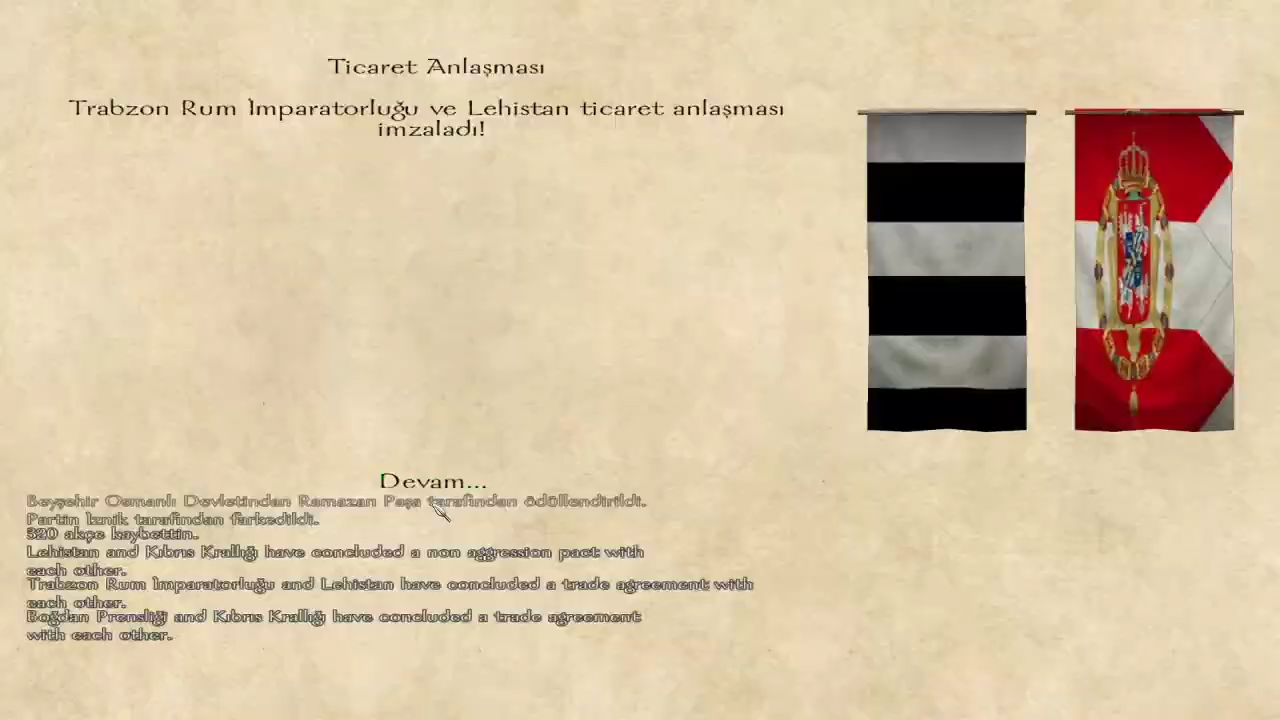 Ticaret Anlaşması
Trabzon Rum İmparatorluğu ve Lehistan ticaret anlaşması
imzaladı!
Devam...
Beyşehir Osmanlı Devletindan Ramazan Paşa tarafından ödüllendirildi.
Partin İznik tarafından farkedildi.
320 akçe kaybettin.
Lehistan and Kıbrıs Krallığı have concluded a non aggression pact with
each other.
Trabzon Rum İmparatorluğu and Lehistan have concluded a trade agreement with
each other.
Boğdan Prensliği and Kıbrıs Krallığı have concluded a trade agreement
with each other.